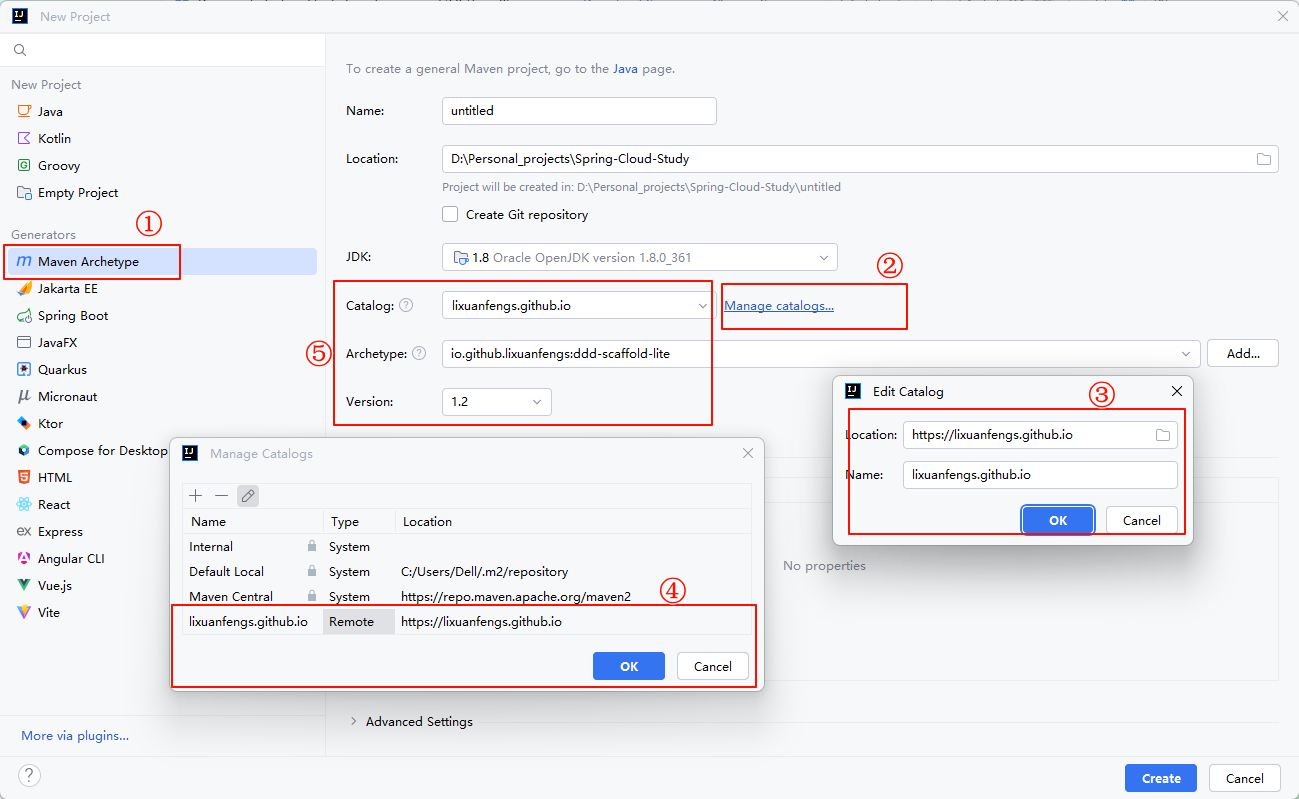 New Project
New Project
Java
Kotlin
Groovy
Empty Project
①
Generators
Maven Archetype
Jakarta EE
Spring Boot
JavaFX
Quarkus
Micronaut
Ktor
Compose for Desktop
HTML
React
Express
Angular CLI
Vue.js
Vite
More via plugins...
?
To create a general Maven project, go to the Java page.
Name: untitled
Location: D:\Personal_projects\Spring-Cloud-Study
Project will be created in: D:\Personal_projects\Spring-Cloud-Study\untitled
Create Git repository
JDK: 1.8 Oracle OpenJDK version 1.8.0_361
②
Catalog: ? lixuanfengs.github.io Manage catalogs...
⑤
Archetype: ? io.github.lixuanfengs:ddd-scaffold-lite Add...
Version: 1.2
Edit Catalog
③
Location: https://lixuanfengs.github.io
Name: lixuanfengs.github.io
OK Cancel
Manage Catalogs
Name Type Location
Internal System
Default Local System C:/Users/Dell/.m2/repository
Maven Central System https://repo.maven.apache.org/maven2
④
lixuanfengs.github.io Remote https://lixuanfengs.github.io
OK Cancel
No properties
Advanced Settings
Create Cancel